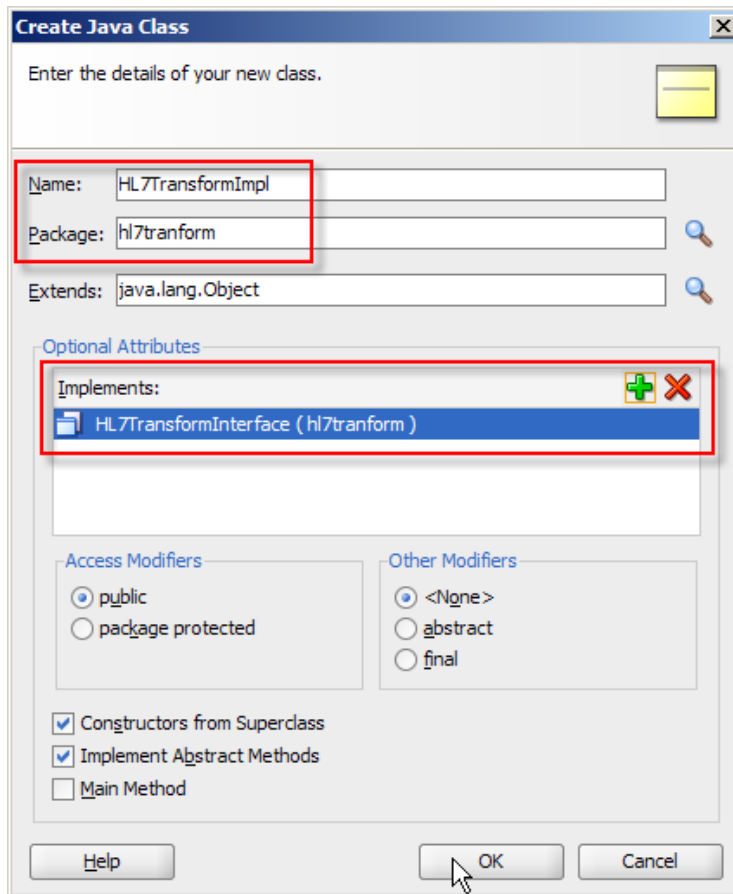 Create Java Class
Enter the details of your new class.
Name: HL7TransformImpl
Package: hl7tranform
Extends: java.lang.Object
Optional Attributes
Implements:
HL7TransformInterface ( hl7tranform )
Access Modifiers
public
package protected
Other Modifiers
<None>
abstract
final
Constructors from Superclass
Implement Abstract Methods
Main Method
Help OK Cancel